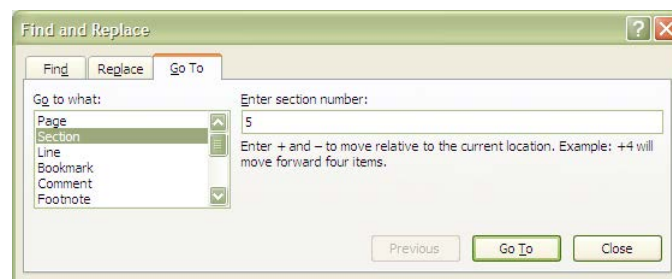 Find and Replace
Find Replace Go To
Go to what:
Page
Section
Line
Bookmark
Comment
Footnote
Enter section number:
5
Enter + and – to move relative to the current location. Example: +4 will
move forward four items.
Previous Go To Close